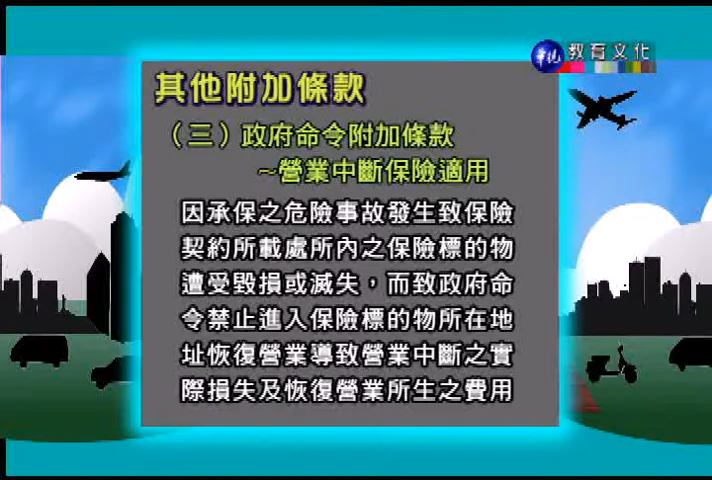 華視 教育文化
其他附加條款
（三）政府命令附加條款
～營業中斷保險適用
因承保之危險事故發生致保險
契約所載處所內之保險標的物
遭受毀損或滅失，而致政府命
令禁止進入保險標的物所在地
址恢復營業導致營業中斷之實
際損失及恢復營業所生之費用